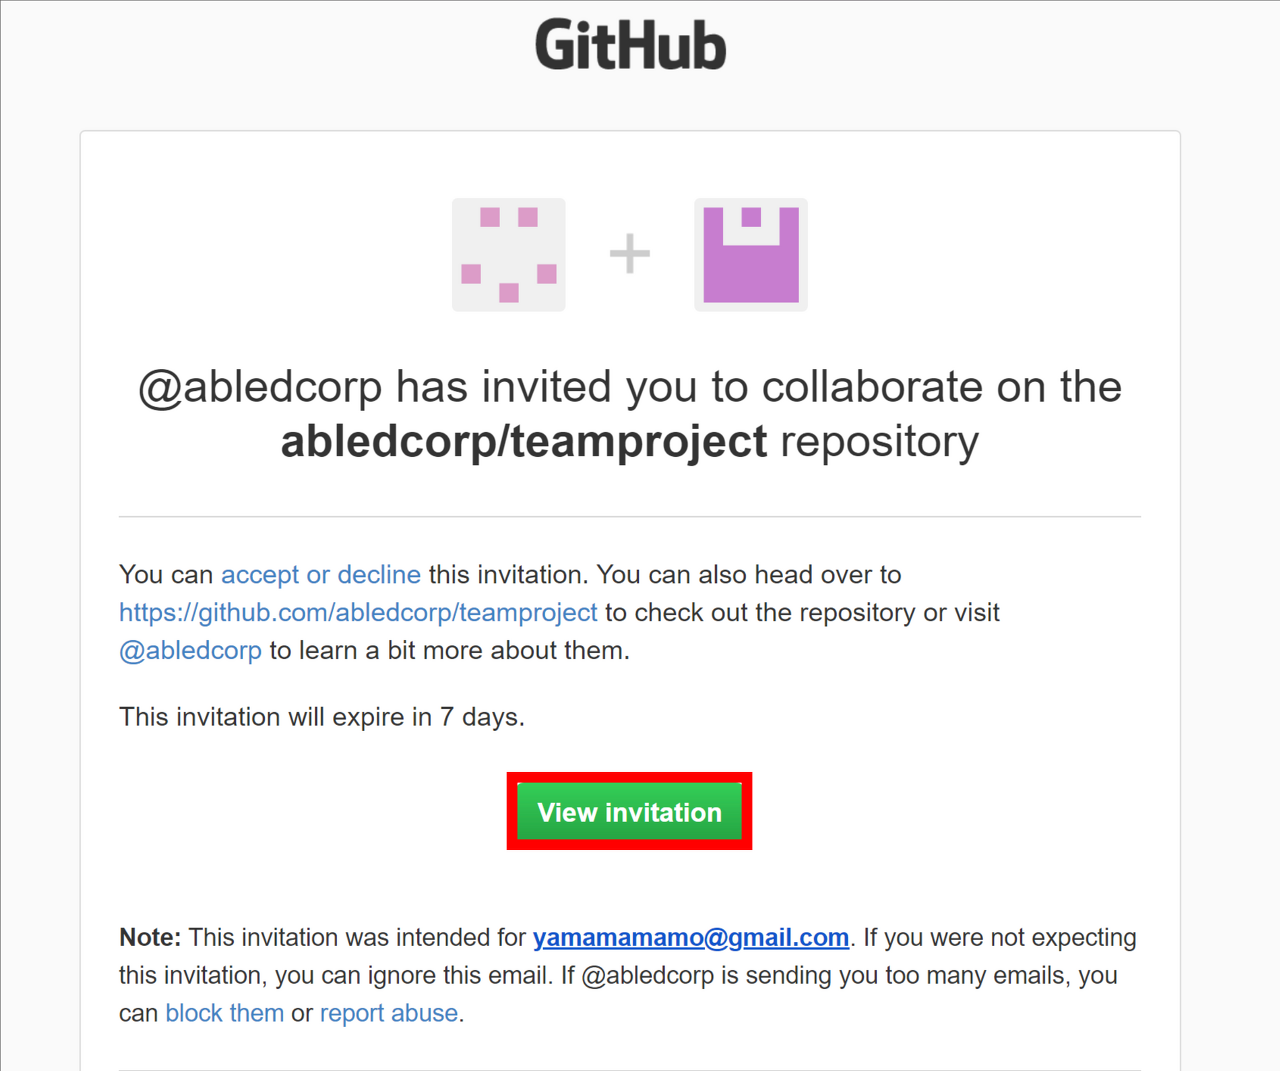 GitHub
@abledcorp has invited you to collaborate on the
abledcorp/teamproject repository
You can accept or decline this invitation. You can also head over to
https://github.com/abledcorp/teamproject to check out the repository or visit
@abledcorp to learn a bit more about them.
This invitation will expire in 7 days.
View invitation
Note: This invitation was intended for yamamamamo@gmail.com. If you were not expecting
this invitation, you can ignore this email. If @abledcorp is sending you too many emails, you
can block them or report abuse.